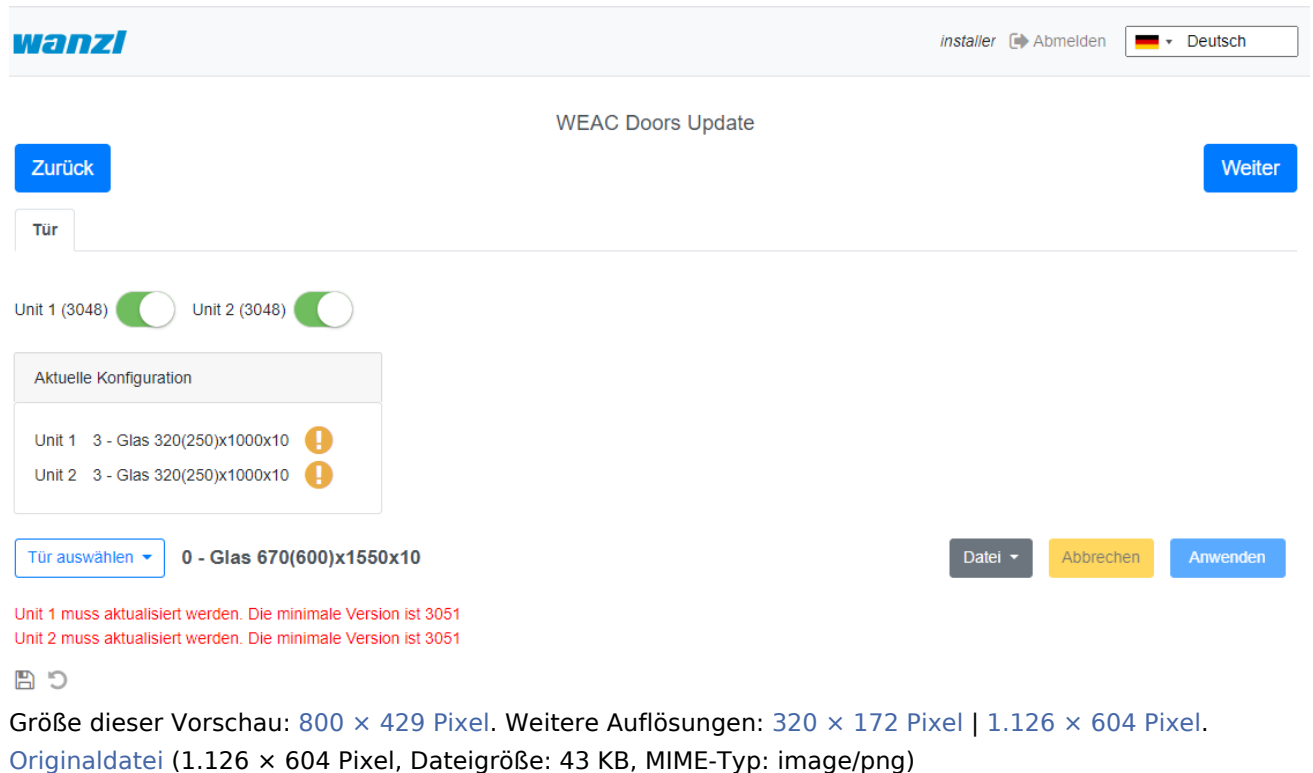 wanzl
installer Abmelden Deutsch
WEAC Doors Update
Zurück Weiter
Tür
Unit 1 (3048) Unit 2 (3048)
Aktuelle Konfiguration
Unit 1 3 - Glas 320(250)x1000x10
Unit 2 3 - Glas 320(250)x1000x10
Tür auswählen 0 - Glas 670(600)x1550x10 Datei Abbrechen Anwenden
Unit 1 muss aktualisiert werden. Die minimale Version ist 3051
Unit 2 muss aktualisiert werden. Die minimale Version ist 3051
Größe dieser Vorschau: 800 × 429 Pixel. Weitere Auflösungen: 320 × 172 Pixel | 1.126 × 604 Pixel.
Originaldatei (1.126 × 604 Pixel, Dateigröße: 43 KB, MIME-Typ: image/png)